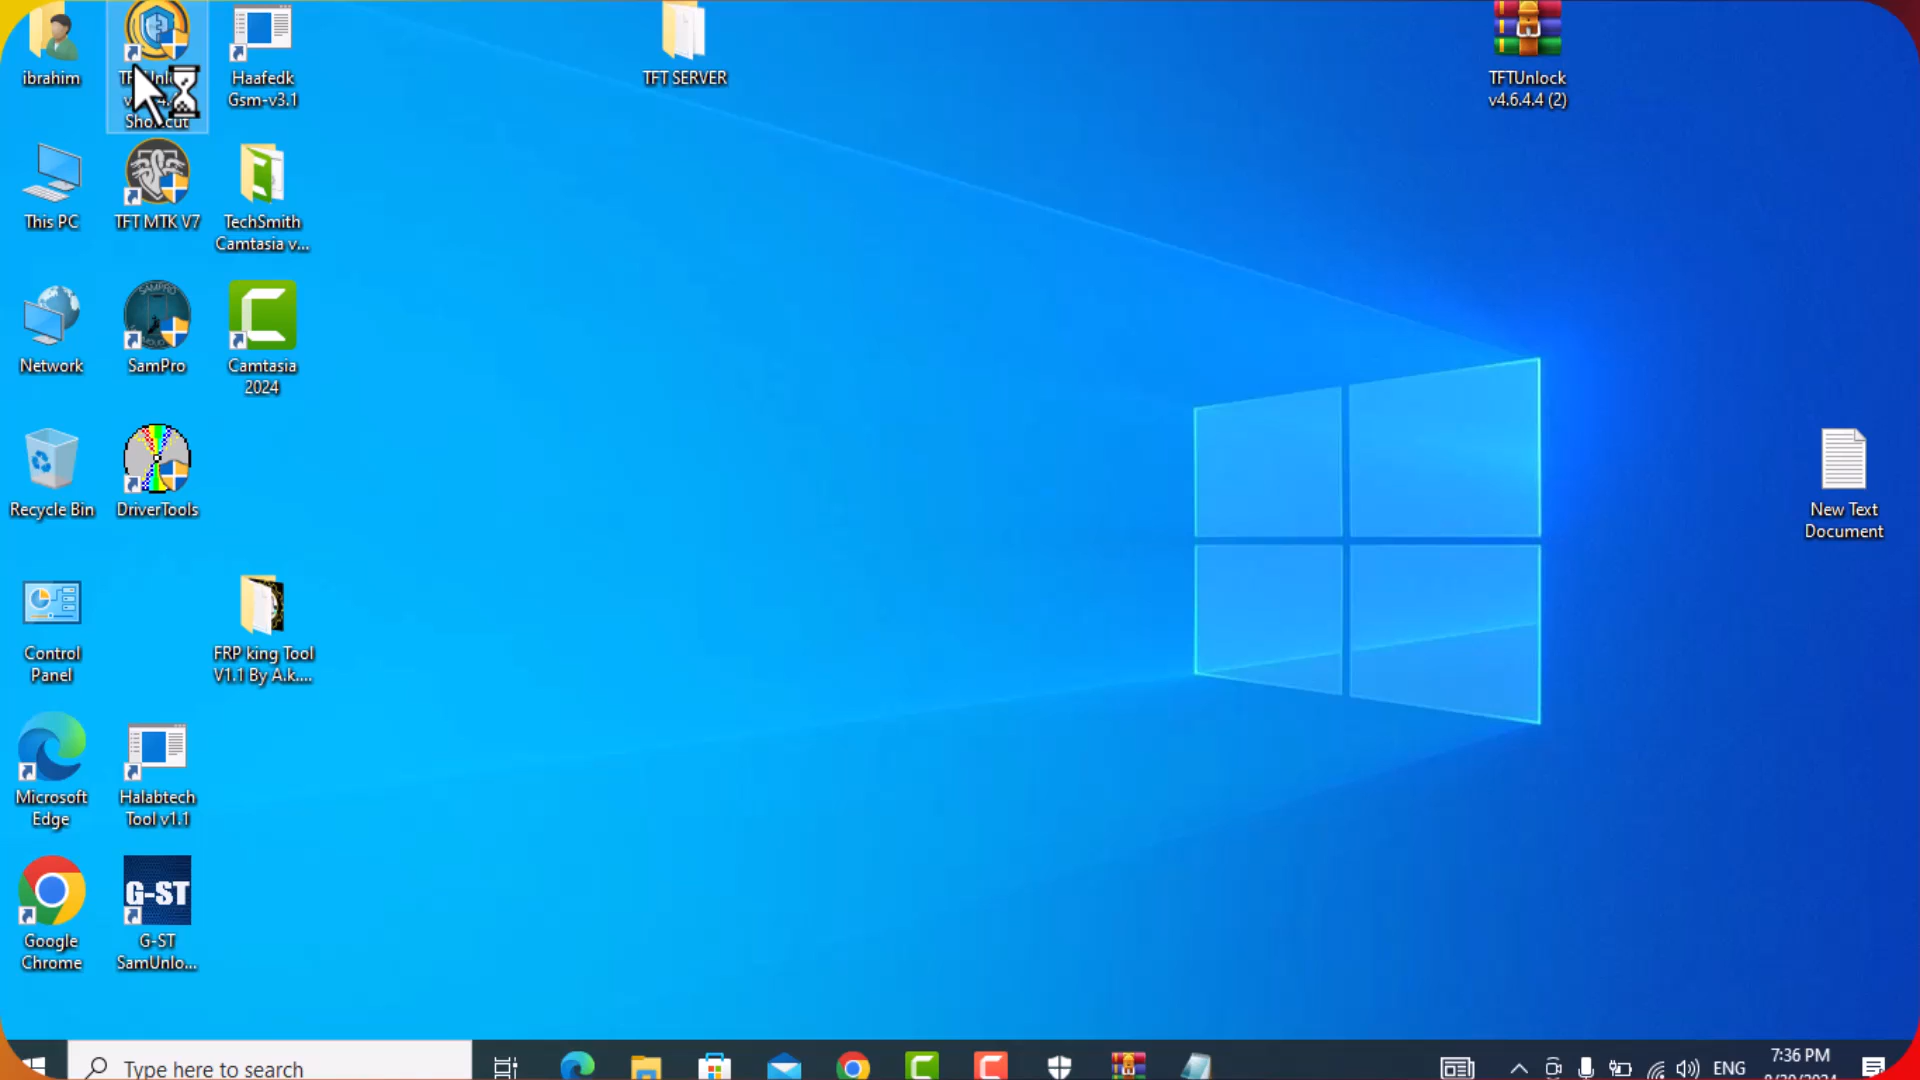 ibrahim
Shortcut
Haafedk
Gsm-v3.1
TFT SERVER
TFTUnlock
v4.6.4.4 (2)
This PC
TFT MTK V7
TechSmith
Camtasia v...
Network
SAMPRO
SamPro
Camtasia
2024
Recycle Bin
DriverTools
New Text
Document
Control
Panel
FRP king Tool
V1.1 By A.k....
Microsoft
Edge
Halabtech
Tool v1.1
G-ST
Google
Chrome
G-ST
SamUnlo...
Type here to search
ENG
7:36 PM